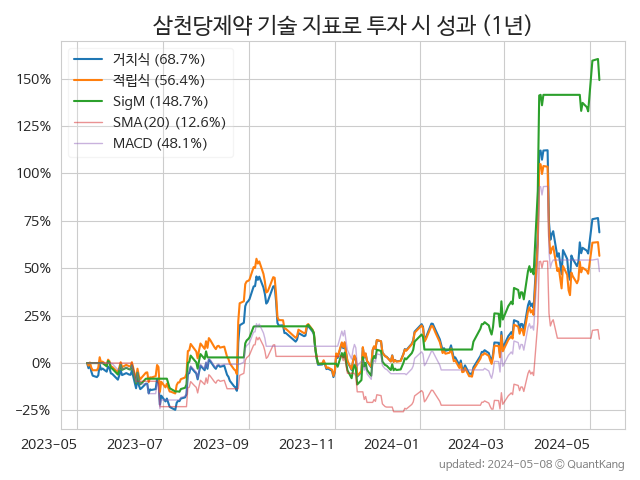 삼천당제약 기술 지표로 투자 시 성과 (1년)
거치식 (68.7%)
적립식 (56.4%)
SigM (148.7%)
SMA(20) (12.6%)
MACD (48.1%)
150%
125%
100%
75%
50%
25%
0%
−25%
2023−05 2023−07 2023−09 2023−11 2024−01 2024−03 2024−05
updated: 2024-05-08 © QuantKang